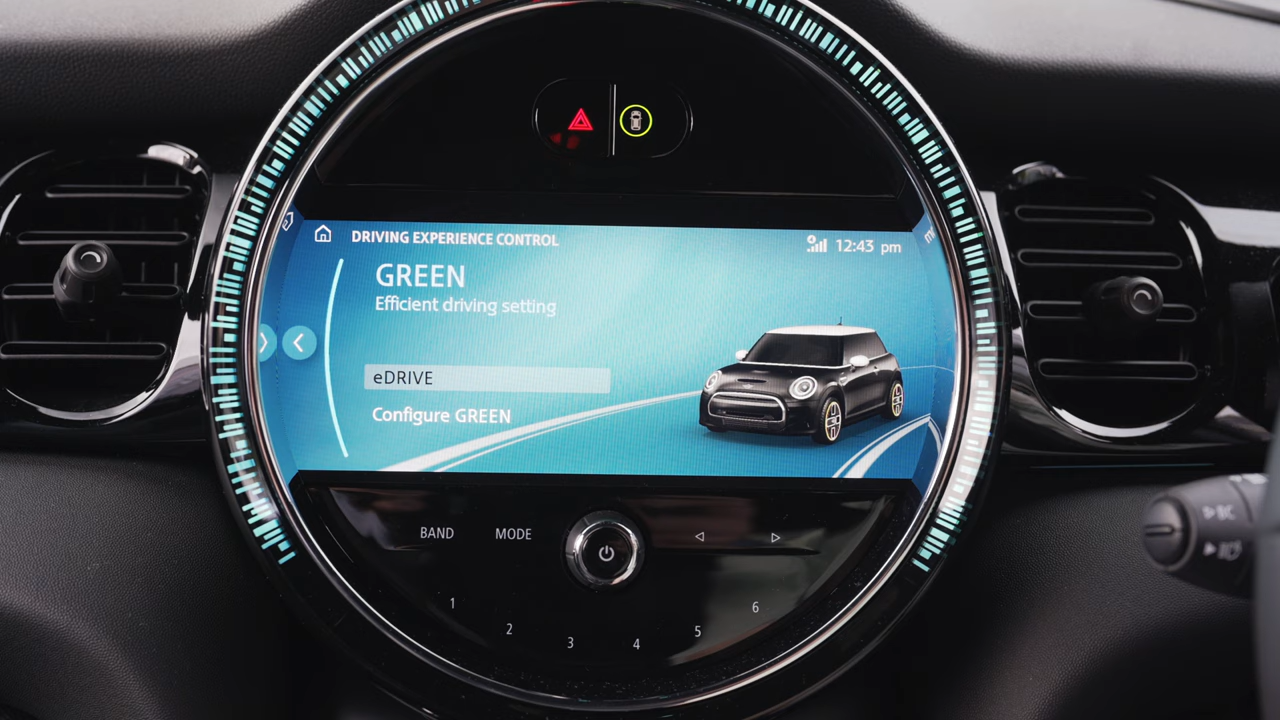 DRIVING EXPERIENCE CONTROL
12:43 pm
GREEN
Efficient driving setting
eDRIVE
Configure GREEN
BAND MODE
1 2 3 4 5 6